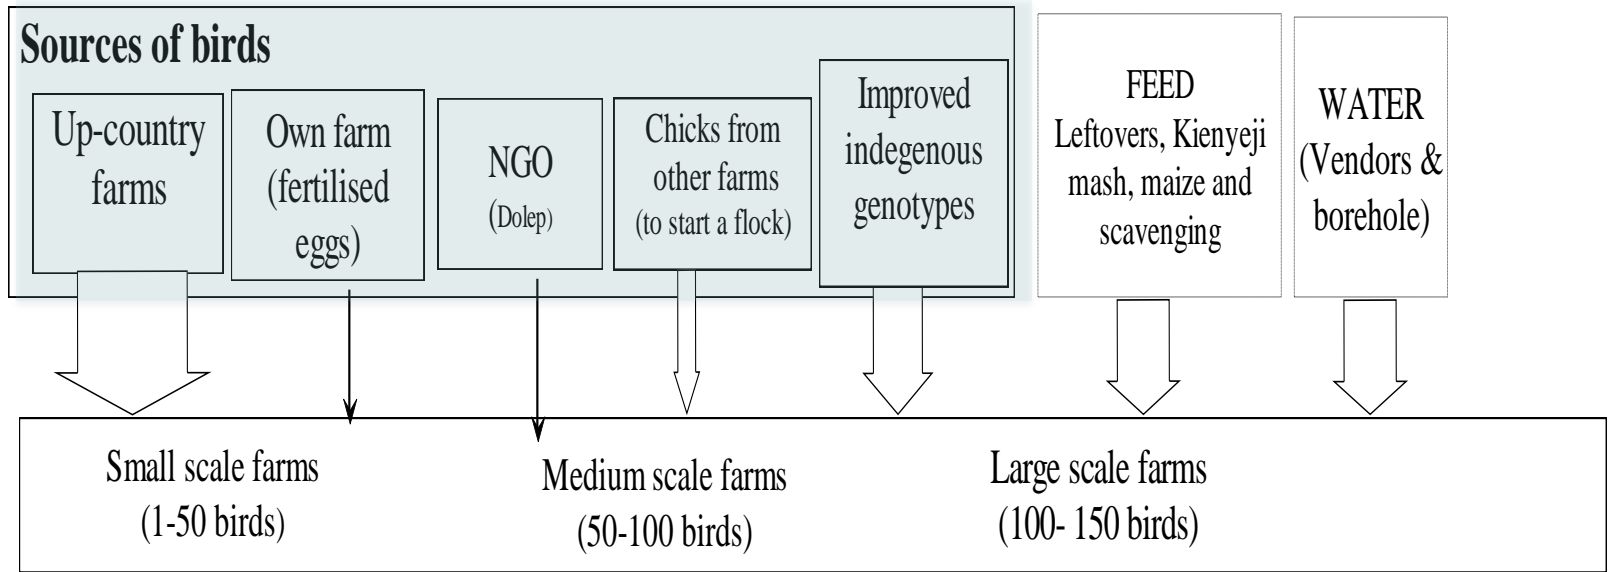 Sources of birds
Up-country
farms
Own farm
(fertilised
eggs)
NGO
(Dolep)
Chicks from
other farms
(to start a flock)
Improved
indegenous
genotypes
FEED
Leftovers, Kienyeji
mash, maize and
scavenging
WATER
(Vendors &
borehole)
Small scale farms
(1-50 birds)
Medium scale farms
(50-100 birds)
Large scale farms
(100- 150 birds)